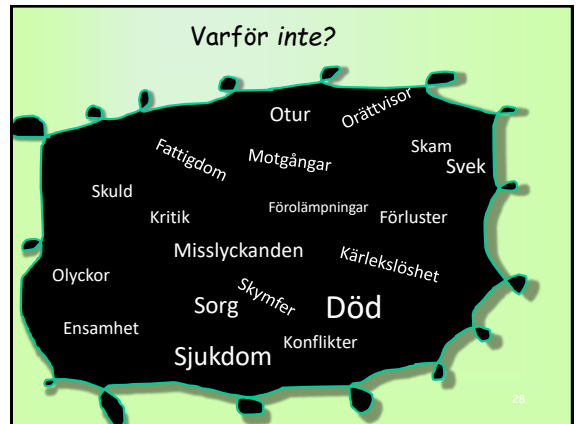 Varför inte?
Otur
Orättvisor
Fattigdom
Motgångar
Skam
Svek
Skuld
Kritik
Förolämpningar
Förluster
Misslyckanden
Kärlekslöshet
Olyckor
Skymfer
Sorg
Död
Ensamhet
Konflikter
Sjukdom
28